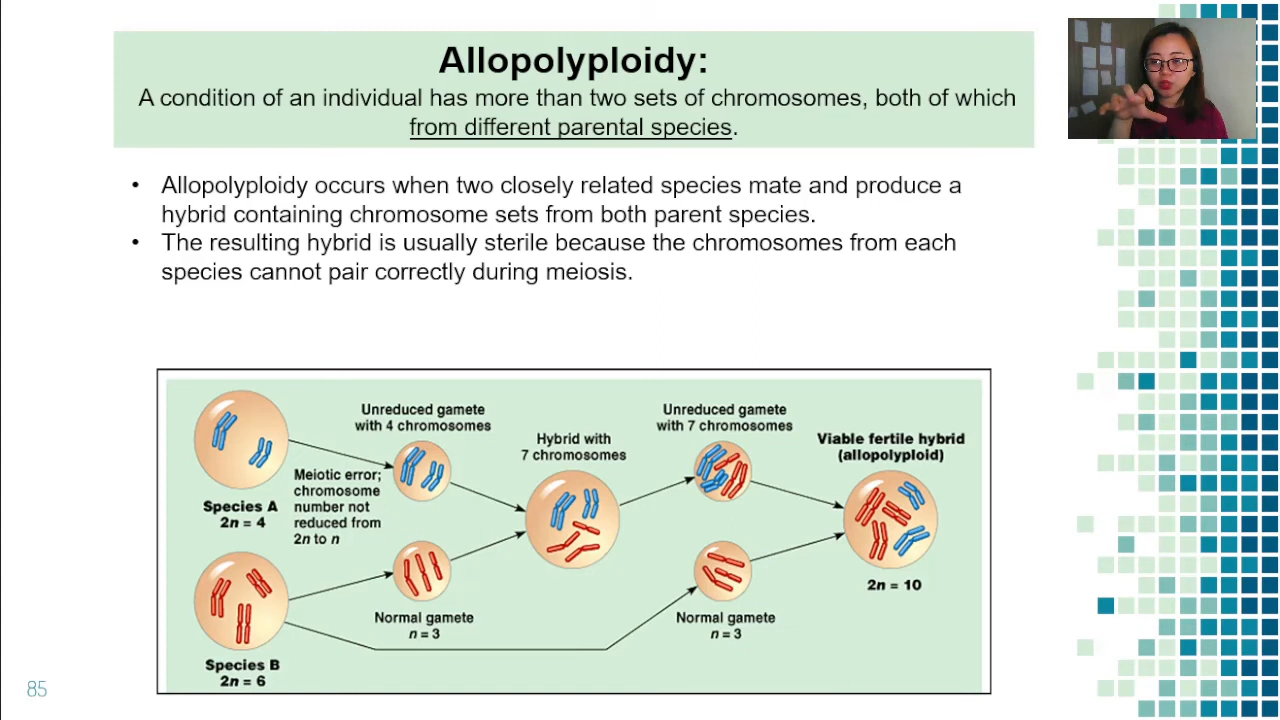 Allopolyploidy:
A condition of an individual has more than two sets of chromosomes, both of which
from different parental species.
• Allopolyploidy occurs when two closely related species mate and produce a
hybrid containing chromosome sets from both parent species.
• The resulting hybrid is usually sterile because the chromosomes from each
species cannot pair correctly during meiosis.
Unreduced gamete
with 4 chromosomes
Unreduced gamete
with 7 chromosomes
Hybrid with
7 chromosomes
Viable fertile hybrid
(allopolyploid)
Meiotic error;
chromosome
number not
reduced from
2n to n
Species A
2n = 4
2n = 10
Normal gamete
n = 3
Normal gamete
n = 3
Species B
2n = 6
85